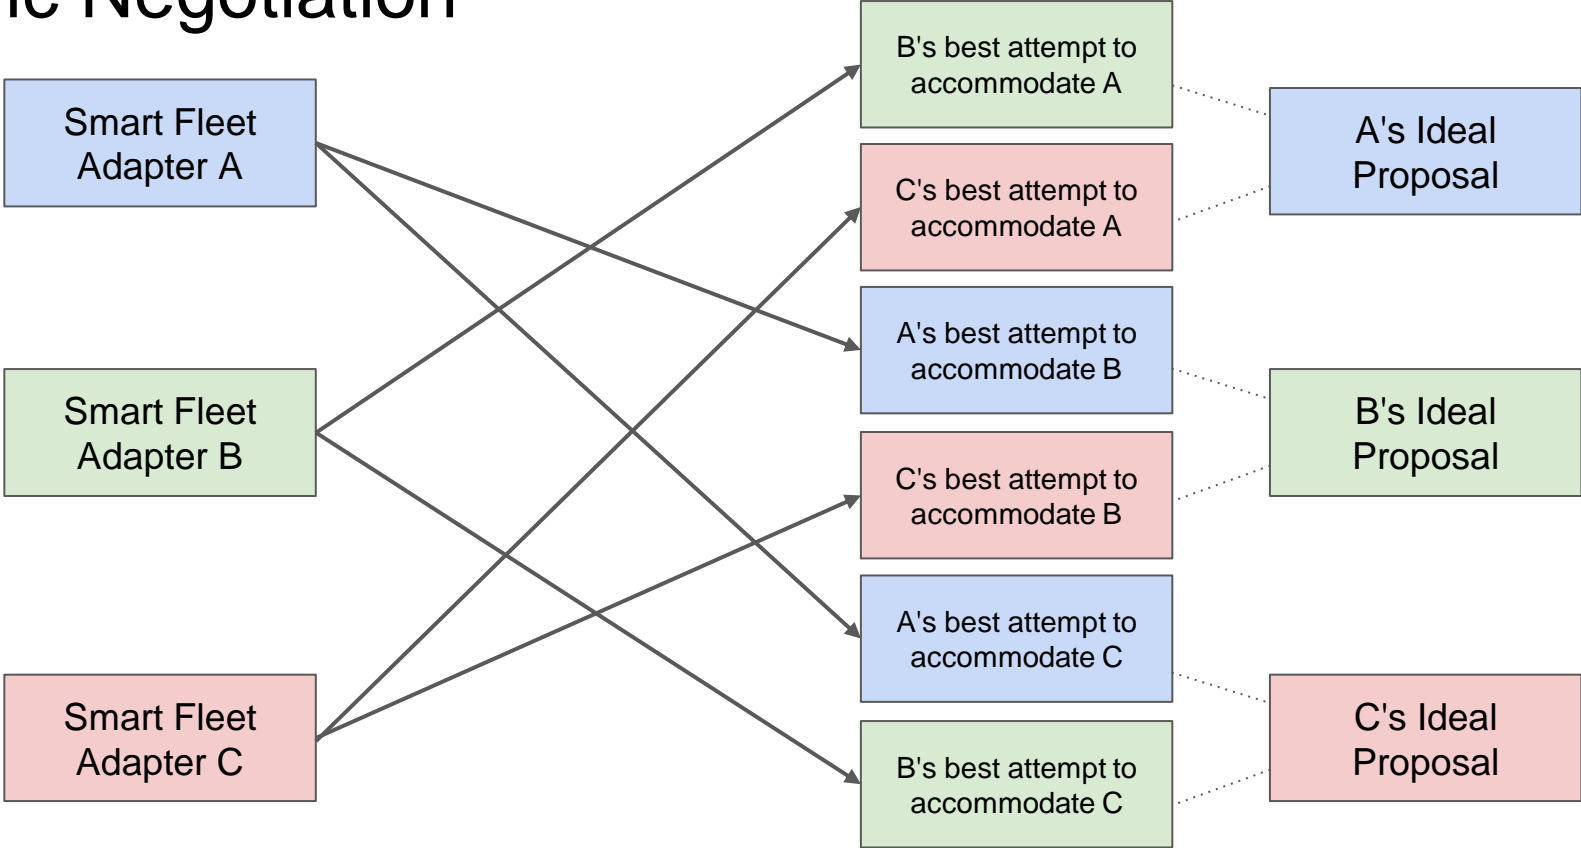 Negotiation
Smart Fleet
Adapter A
Smart Fleet
Adapter B
Smart Fleet
Adapter C
B's best attempt to
accommodate A
C's best attempt to
accommodate A
A's best attempt to
accommodate B
C's best attempt to
accommodate B
A's best attempt to
accommodate C
B's best attempt to
accommodate C
A's Ideal
Proposal
B's Ideal
Proposal
C's Ideal
Proposal